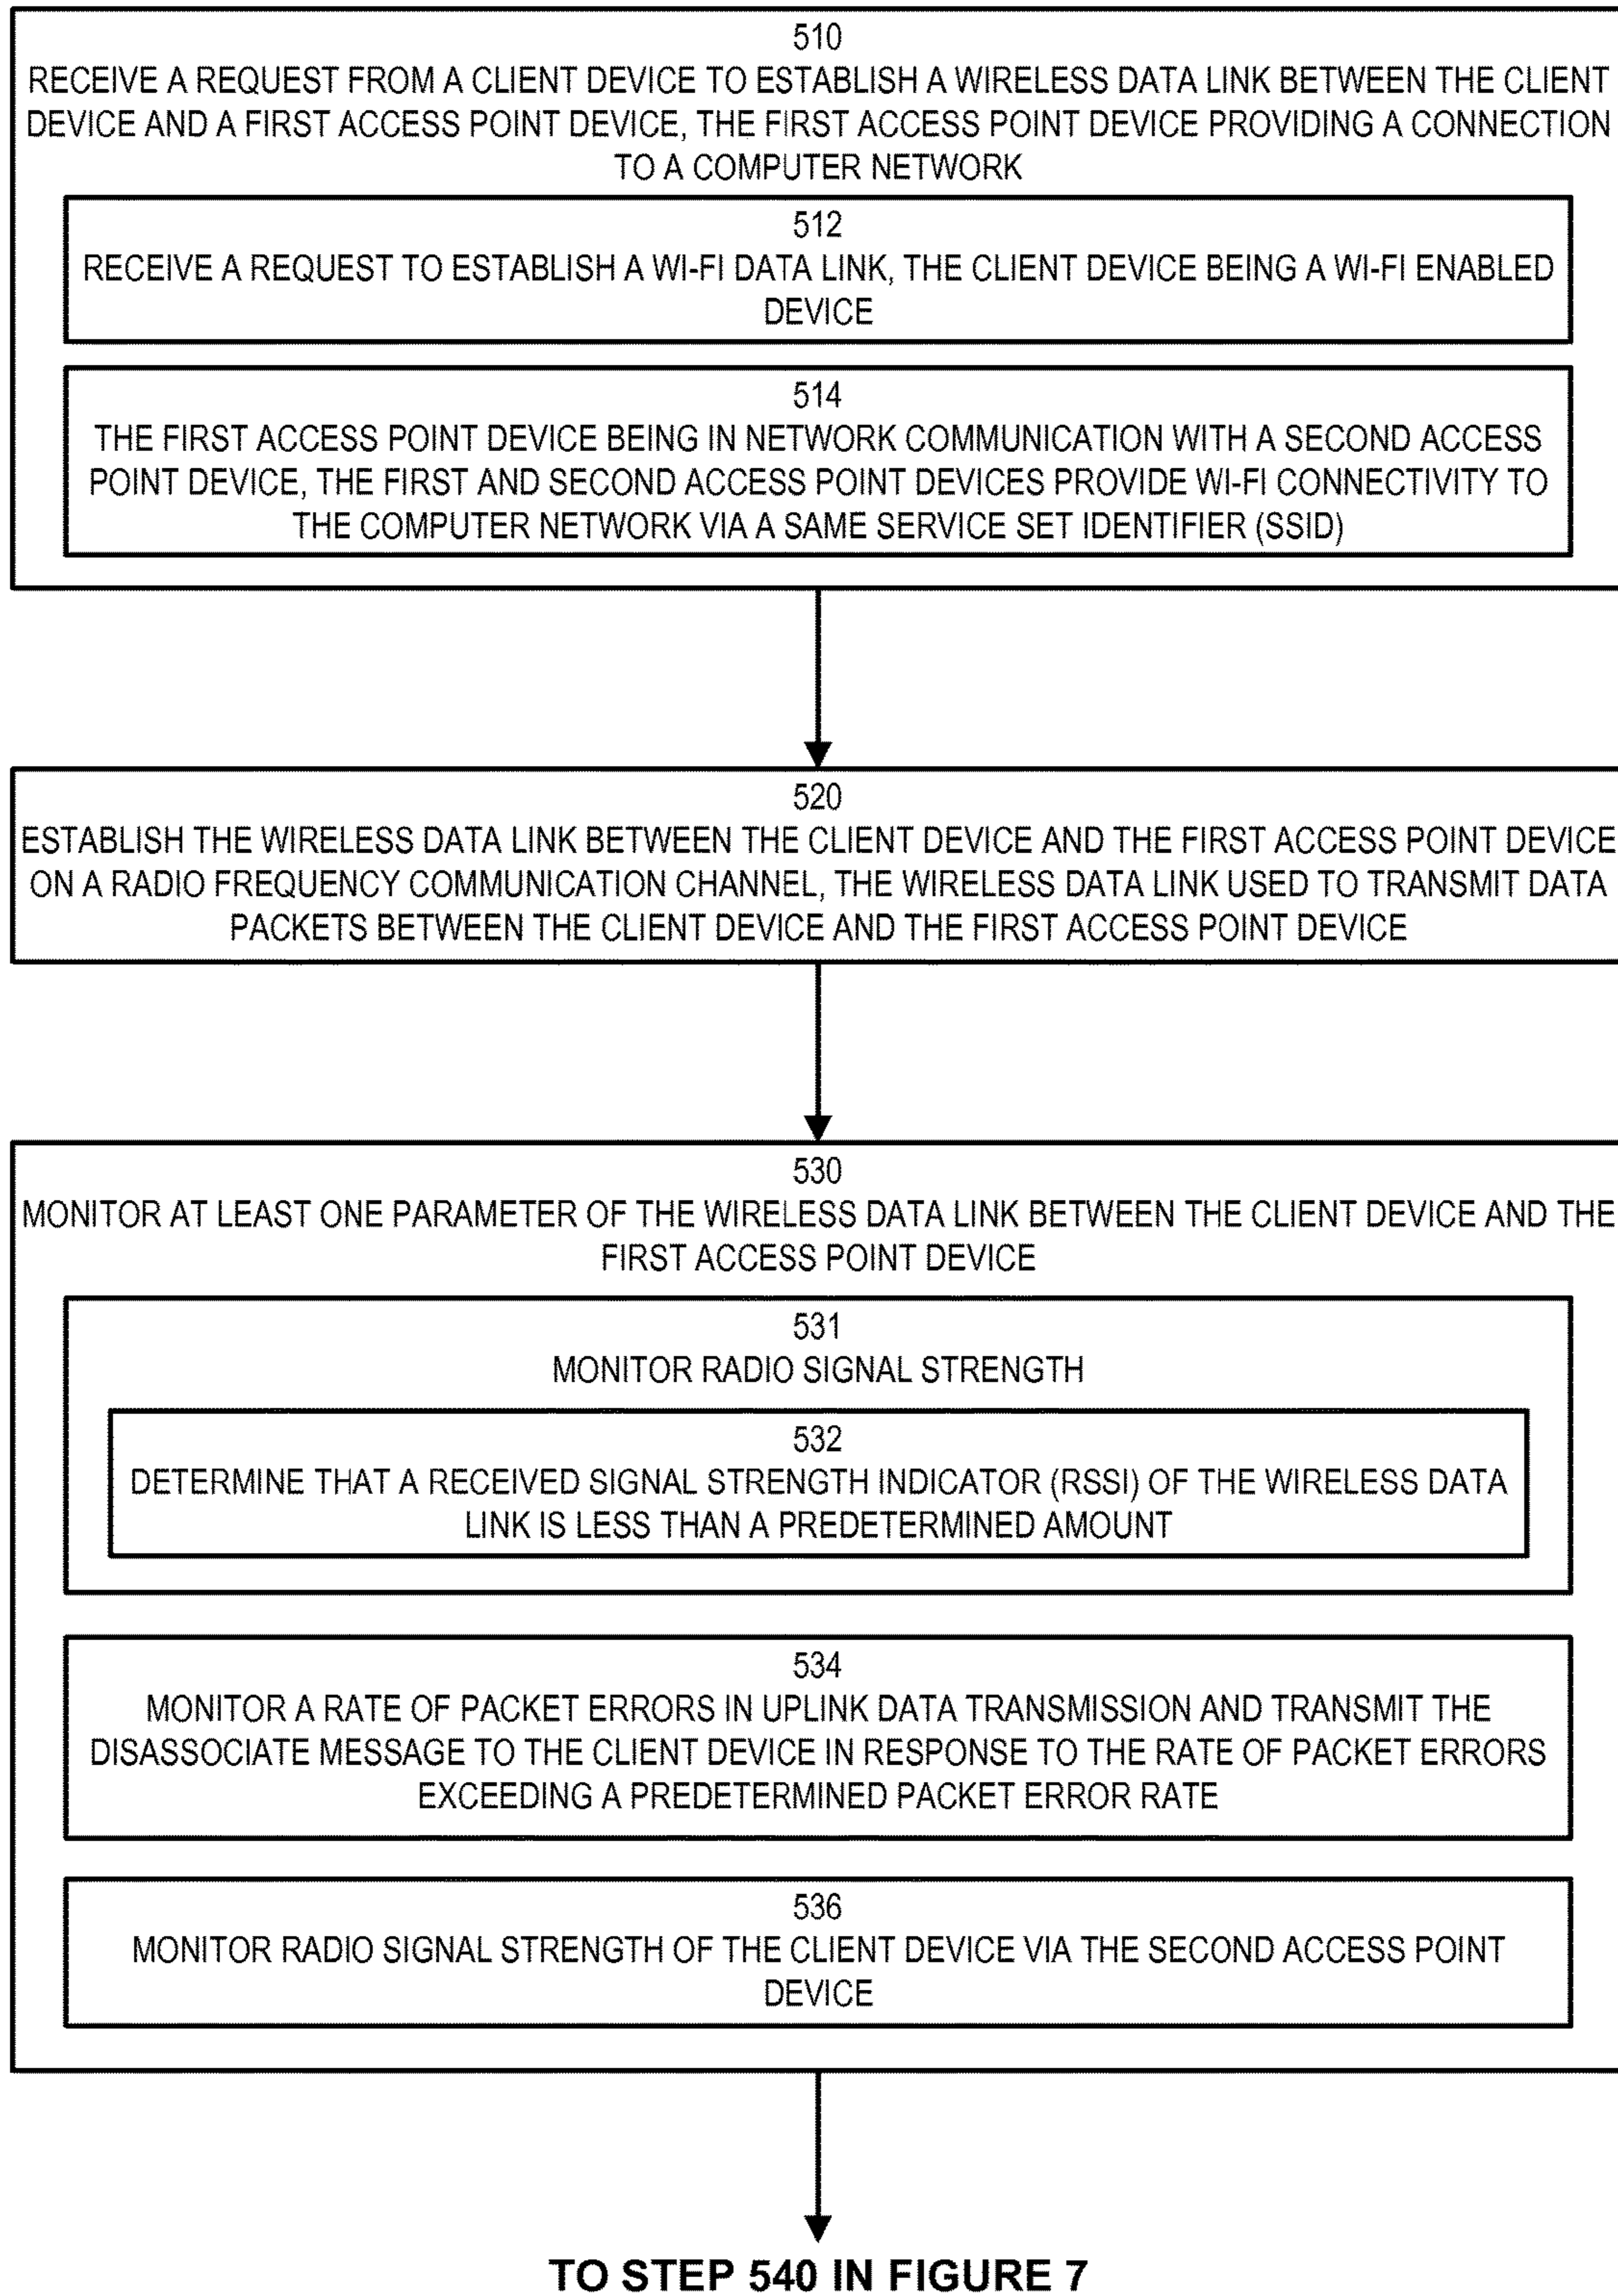 510
RECEIVE A REQUEST FROM A CLIENT DEVICE TO ESTABLISH A WIRELESS DATA LINK BETWEEN THE CLIENT
DEVICE AND A FIRST ACCESS POINT DEVICE, THE FIRST ACCESS POINT DEVICE PROVIDING A CONNECTION
TO A COMPUTER NETWORK
512
RECEIVE A REQUEST TO ESTABLISH A WI-FI DATA LINK, THE CLIENT DEVICE BEING A WI-FI ENABLED
DEVICE
514
THE FIRST ACCESS POINT DEVICE BEING IN NETWORK COMMUNICATION WITH A SECOND ACCESS
POINT DEVICE, THE FIRST AND SECOND ACCESS POINT DEVICES PROVIDE WI-FI CONNECTIVITY TO
THE COMPUTER NETWORK VIA A SAME SERVICE SET IDENTIFIER (SSID)
520
ESTABLISH THE WIRELESS DATA LINK BETWEEN THE CLIENT DEVICE AND THE FIRST ACCESS POINT DEVICE
ON A RADIO FREQUENCY COMMUNICATION CHANNEL, THE WIRELESS DATA LINK USED TO TRANSMIT DATA
PACKETS BETWEEN THE CLIENT DEVICE AND THE FIRST ACCESS POINT DEVICE
530
MONITOR AT LEAST ONE PARAMETER OF THE WIRELESS DATA LINK BETWEEN THE CLIENT DEVICE AND THE
FIRST ACCESS POINT DEVICE
531
MONITOR RADIO SIGNAL STRENGTH
532
DETERMINE THAT A RECEIVED SIGNAL STRENGTH INDICATOR (RSSI) OF THE WIRELESS DATA
LINK IS LESS THAN A PREDETERMINED AMOUNT
534
MONITOR A RATE OF PACKET ERRORS IN UPLINK DATA TRANSMISSION AND TRANSMIT THE
DISASSOCIATE MESSAGE TO THE CLIENT DEVICE IN RESPONSE TO THE RATE OF PACKET ERRORS
EXCEEDING A PREDETERMINED PACKET ERROR RATE
536
MONITOR RADIO SIGNAL STRENGTH OF THE CLIENT DEVICE VIA THE SECOND ACCESS POINT
DEVICE
TO STEP 540 IN FIGURE 7